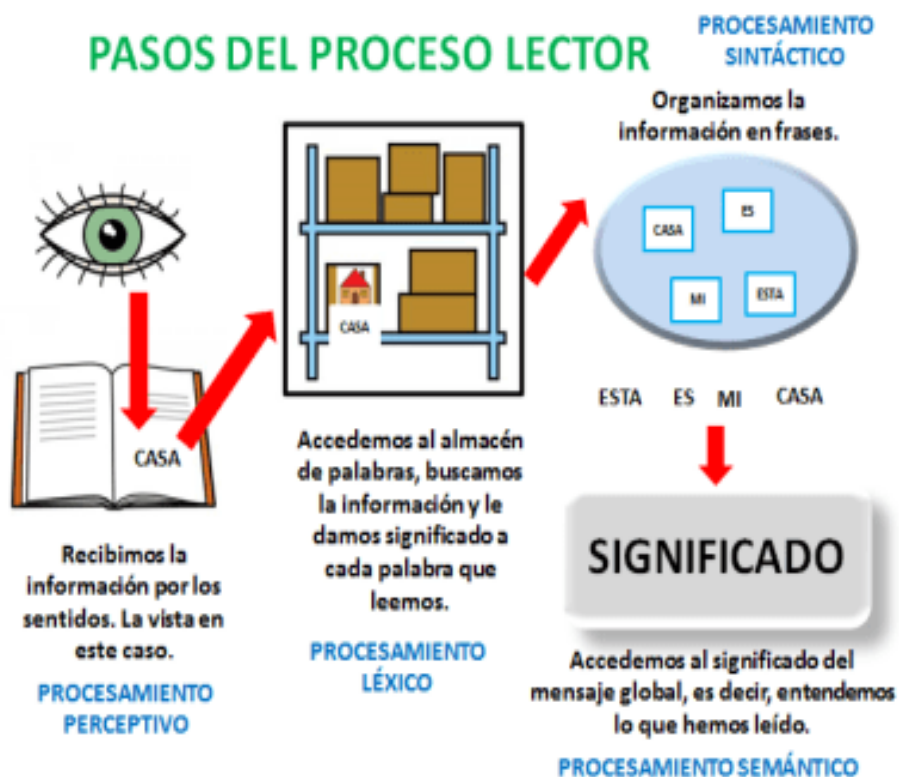 PASOS DEL PROCESO LECTOR
CASA
Recibimos la
información por los
sentidos. La vista en
este caso.
PROCESAMIENTO
PERCEPTIVO
CASA
Accedemos al almacén
de palabras, buscamos
la información y le
damos significado a
cada palabra que
leemos.
PROCESAMIENTO
LÉXICO
PROCESAMIENTO
SINTÁCTICO
Organizamos la
información en frases.
CASA
ES
MI
ESTA
ESTA ES MI CASA
SIGNIFICADO
Accedemos al significado del
mensaje global, es decir, entendemos
lo que hemos leído.
PROCESAMIENTO SEMÁNTICO